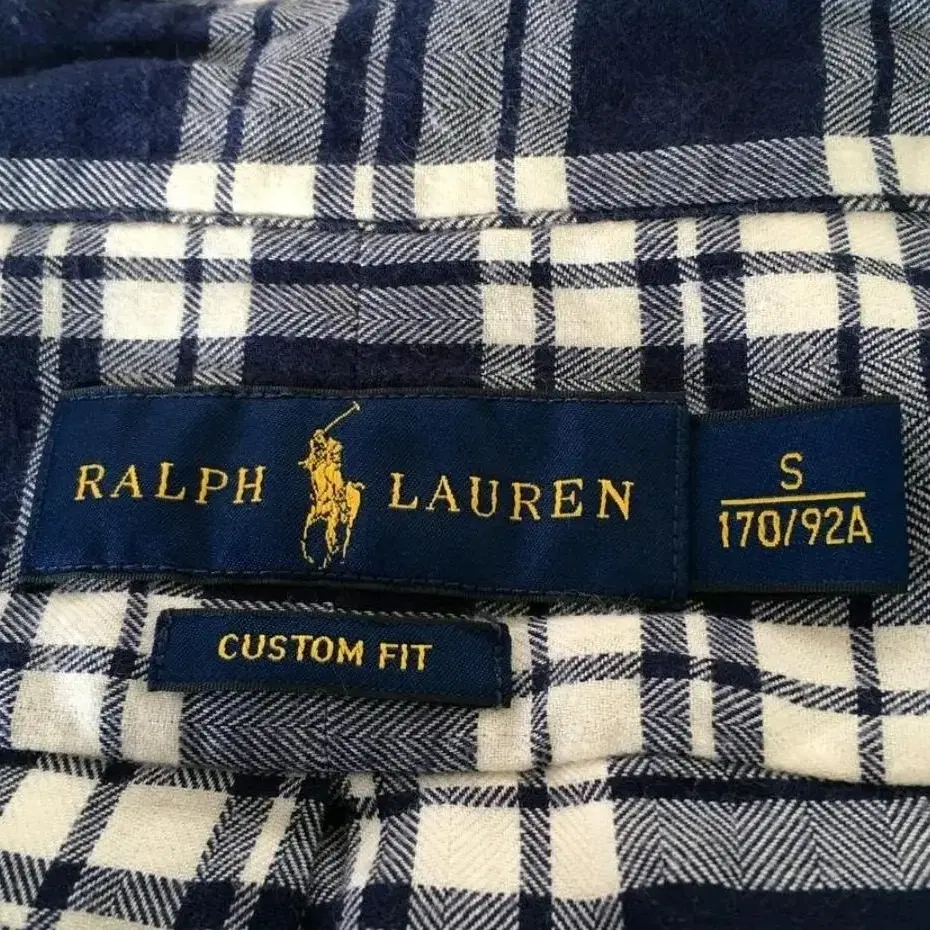 RALPH LAUREN
S
170/92A
CUSTOM FIT